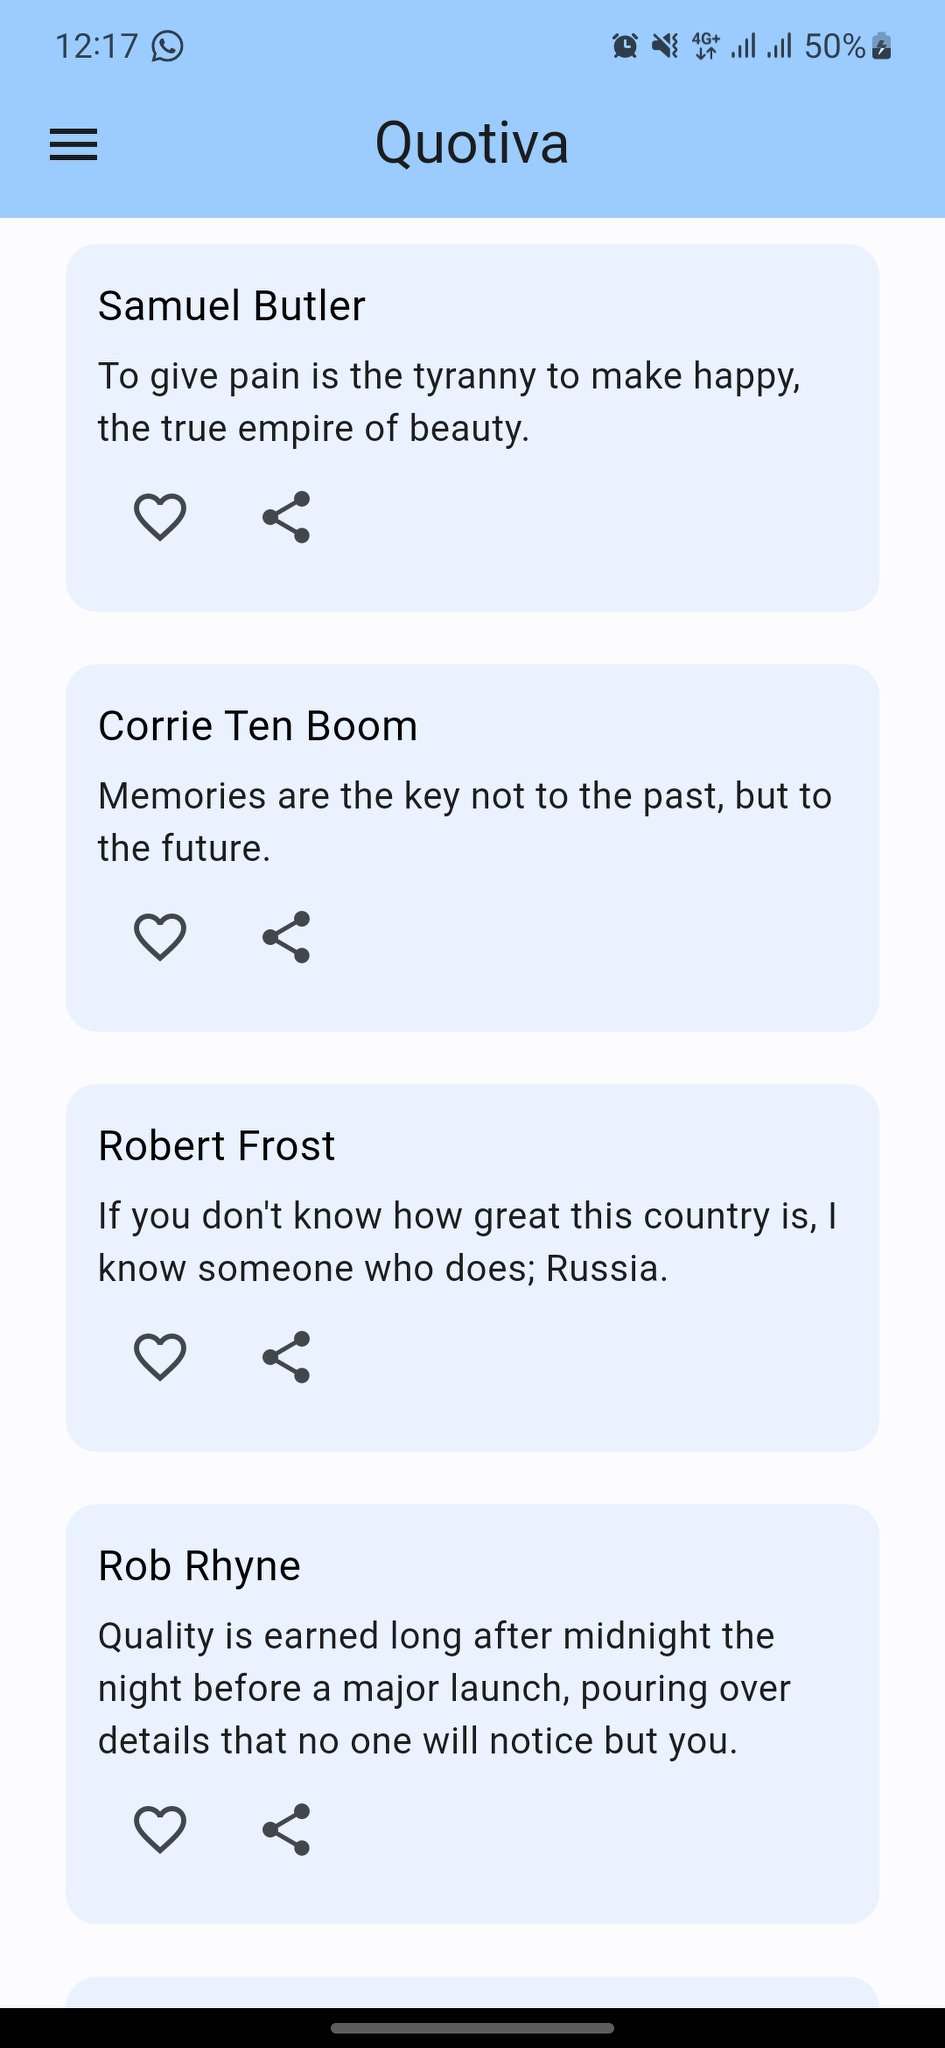 12:17 4G+ 50%
Quotiva
Samuel Butler
To give pain is the tyranny to make happy,
the true empire of beauty.
Corrie Ten Boom
Memories are the key not to the past, but to
the future.
Robert Frost
If you don't know how great this country is, I
know someone who does; Russia.
Rob Rhyne
Quality is earned long after midnight the
night before a major launch, pouring over
details that no one will notice but you.